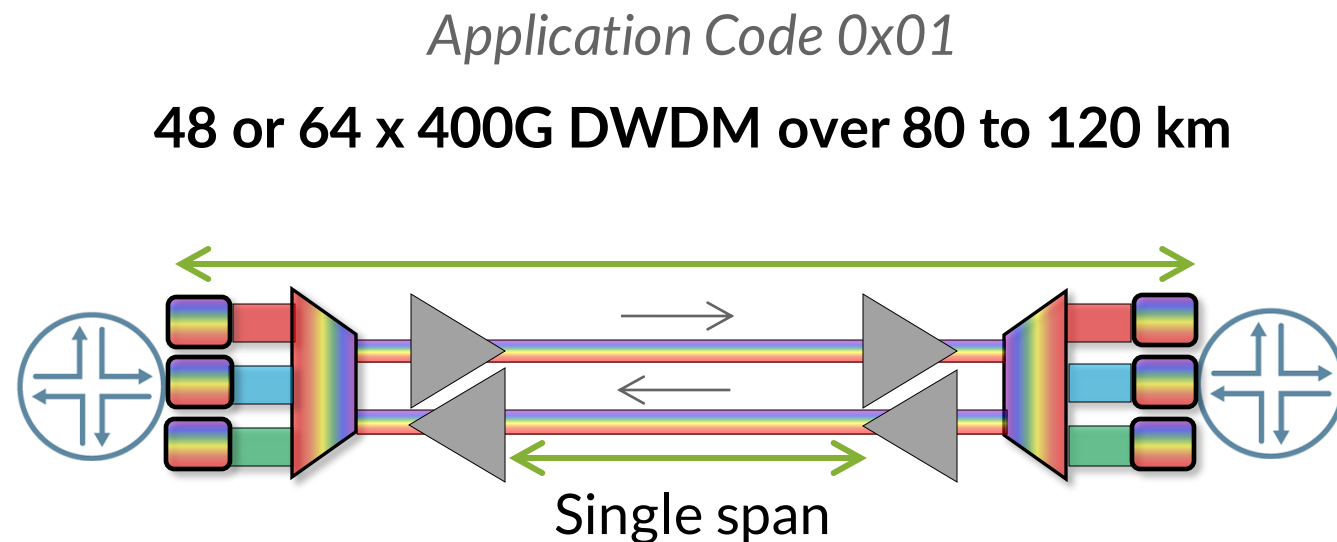 Application Code 0x01
48 or 64 x 400G DWDM over 80 to 120 km
Single span